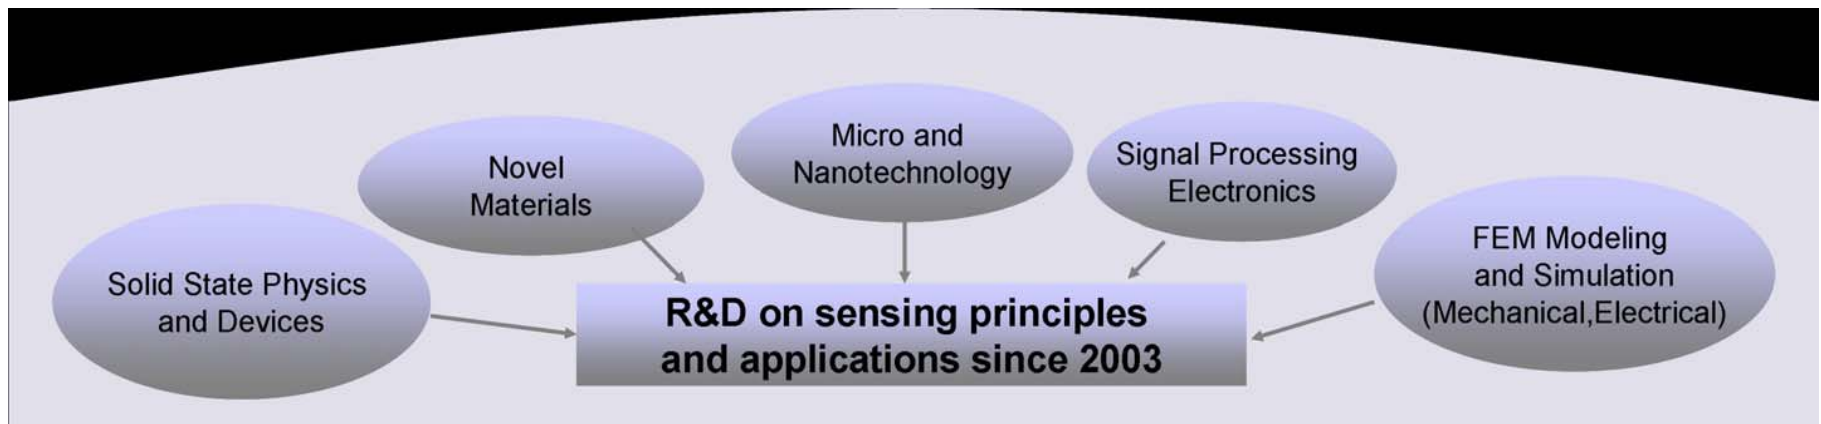 Solid State Physics
and Devices
Novel
Materials
Micro and
Nanotechnology
Signal Processing
Electronics
FEM Modeling
and Simulation
(Mechanical,Electrical)
R&D on sensing principles
and applications since 2003